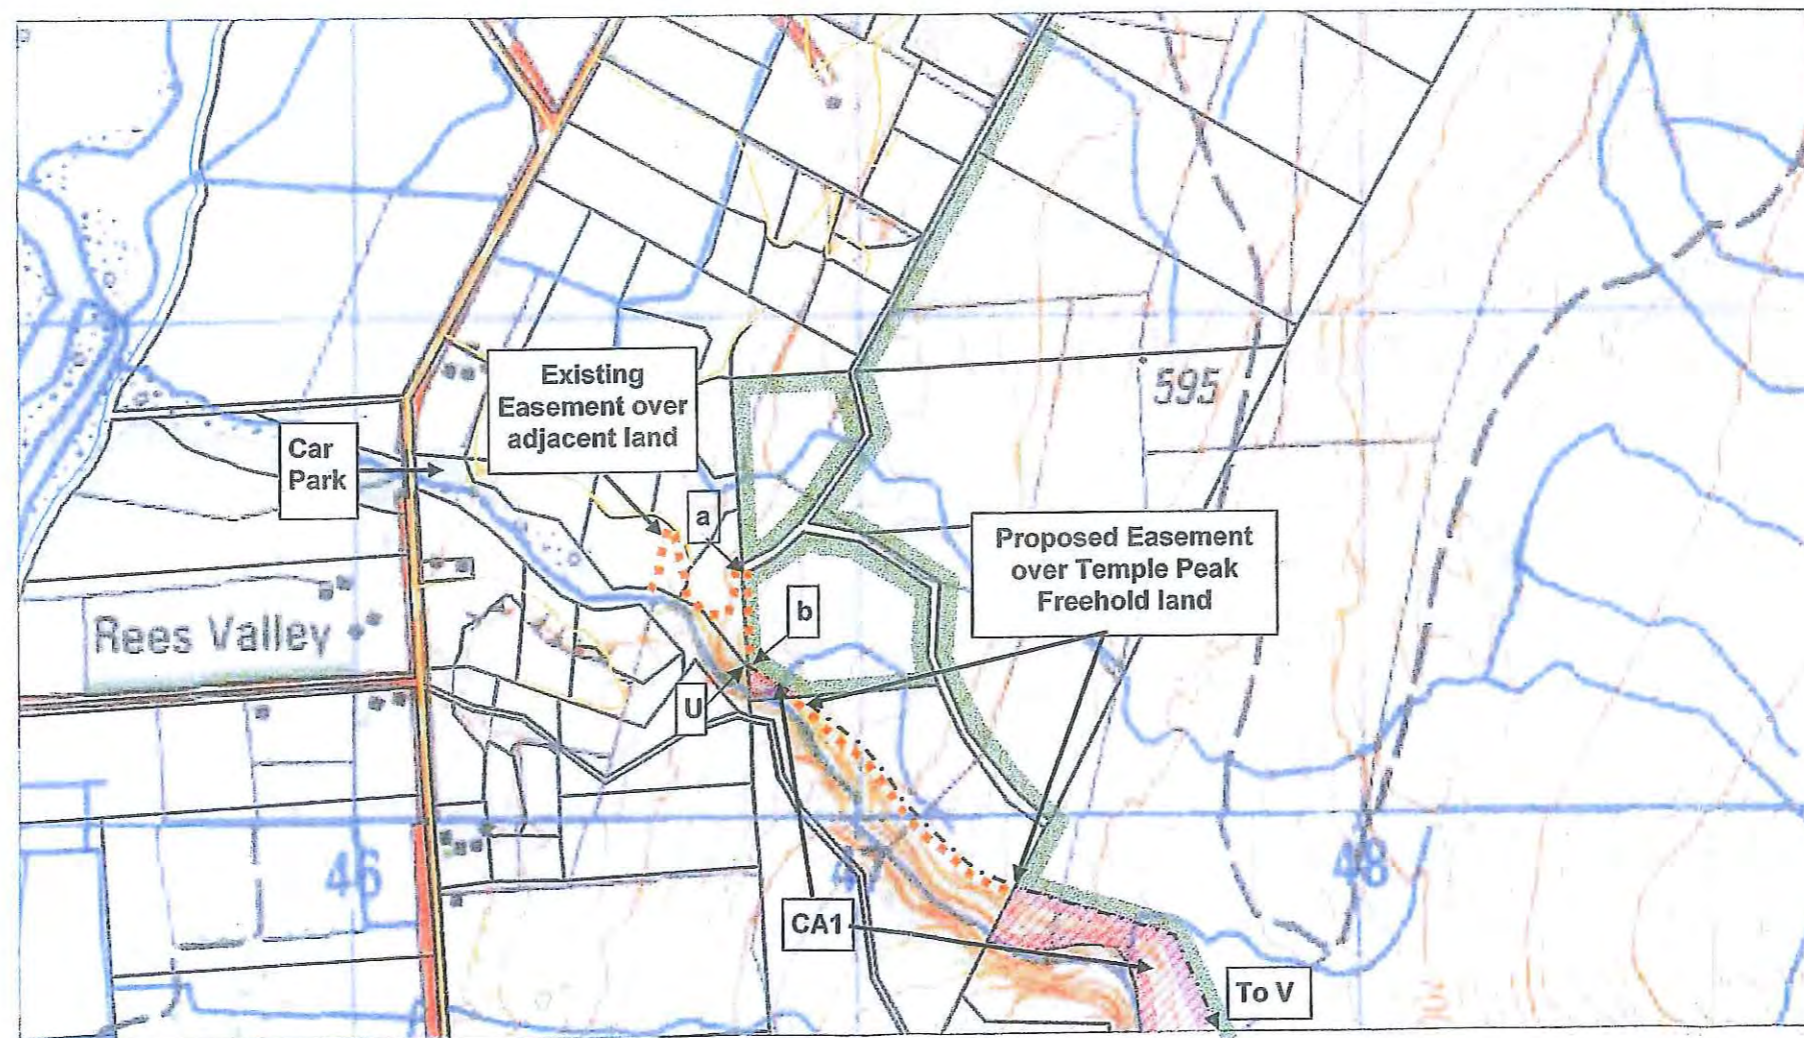 Existing
Easement over
adjacent land
595
Car
Park
a
Proposed Easement
over Temple Peak
Freehold land
b
Rees Valley
U
46
48
CA1
To V